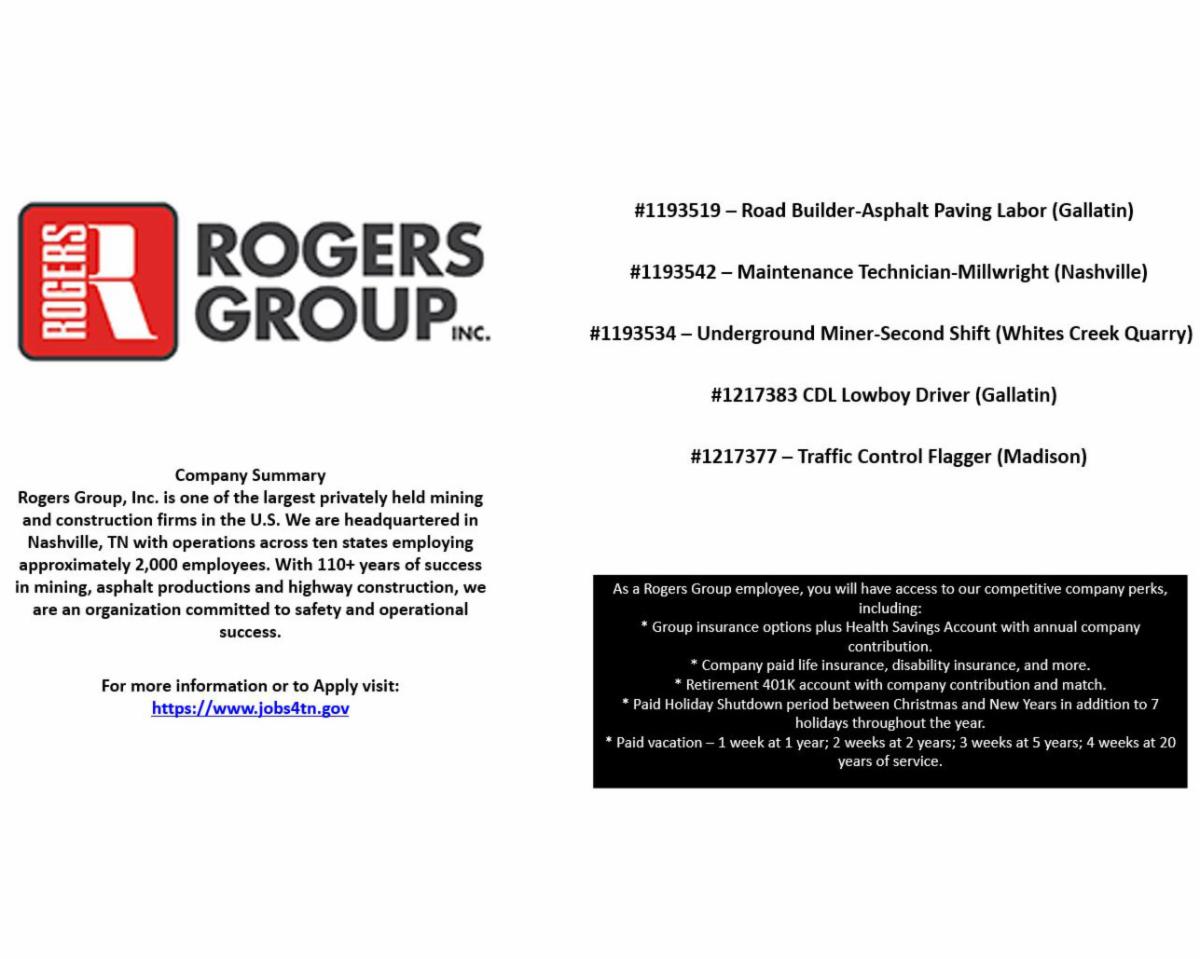 ROGERS
R
ROGERS
GROUP INC.
Company Summary
Rogers Group, Inc. is one of the largest privately held mining
and construction firms in the U.S. We are headquartered in
Nashville, TN with operations across ten states employing
approximately 2,000 employees. With 110+ years of success
in mining, asphalt productions and highway construction, we
are an organization committed to safety and operational
success.
For more information or to Apply visit:
https://www.jobs4tn.gov
#1193519 – Road Builder-Asphalt Paving Labor (Gallatin)
#1193542 – Maintenance Technician-Millwright (Nashville)
#1193534 – Underground Miner-Second Shift (Whites Creek Quarry)
#1217383 CDL Lowboy Driver (Gallatin)
#1217377 – Traffic Control Flagger (Madison)
As a Rogers Group employee, you will have access to our competitive company perks,
including:
* Group insurance options plus Health Savings Account with annual company
contribution.
* Company paid life insurance, disability insurance, and more.
* Retirement 401K account with company contribution and match.
* Paid Holiday Shutdown period between Christmas and New Years in addition to 7
holidays throughout the year.
* Paid vacation – 1 week at 1 year; 2 weeks at 2 years; 3 weeks at 5 years; 4 weeks at 20
years of service.